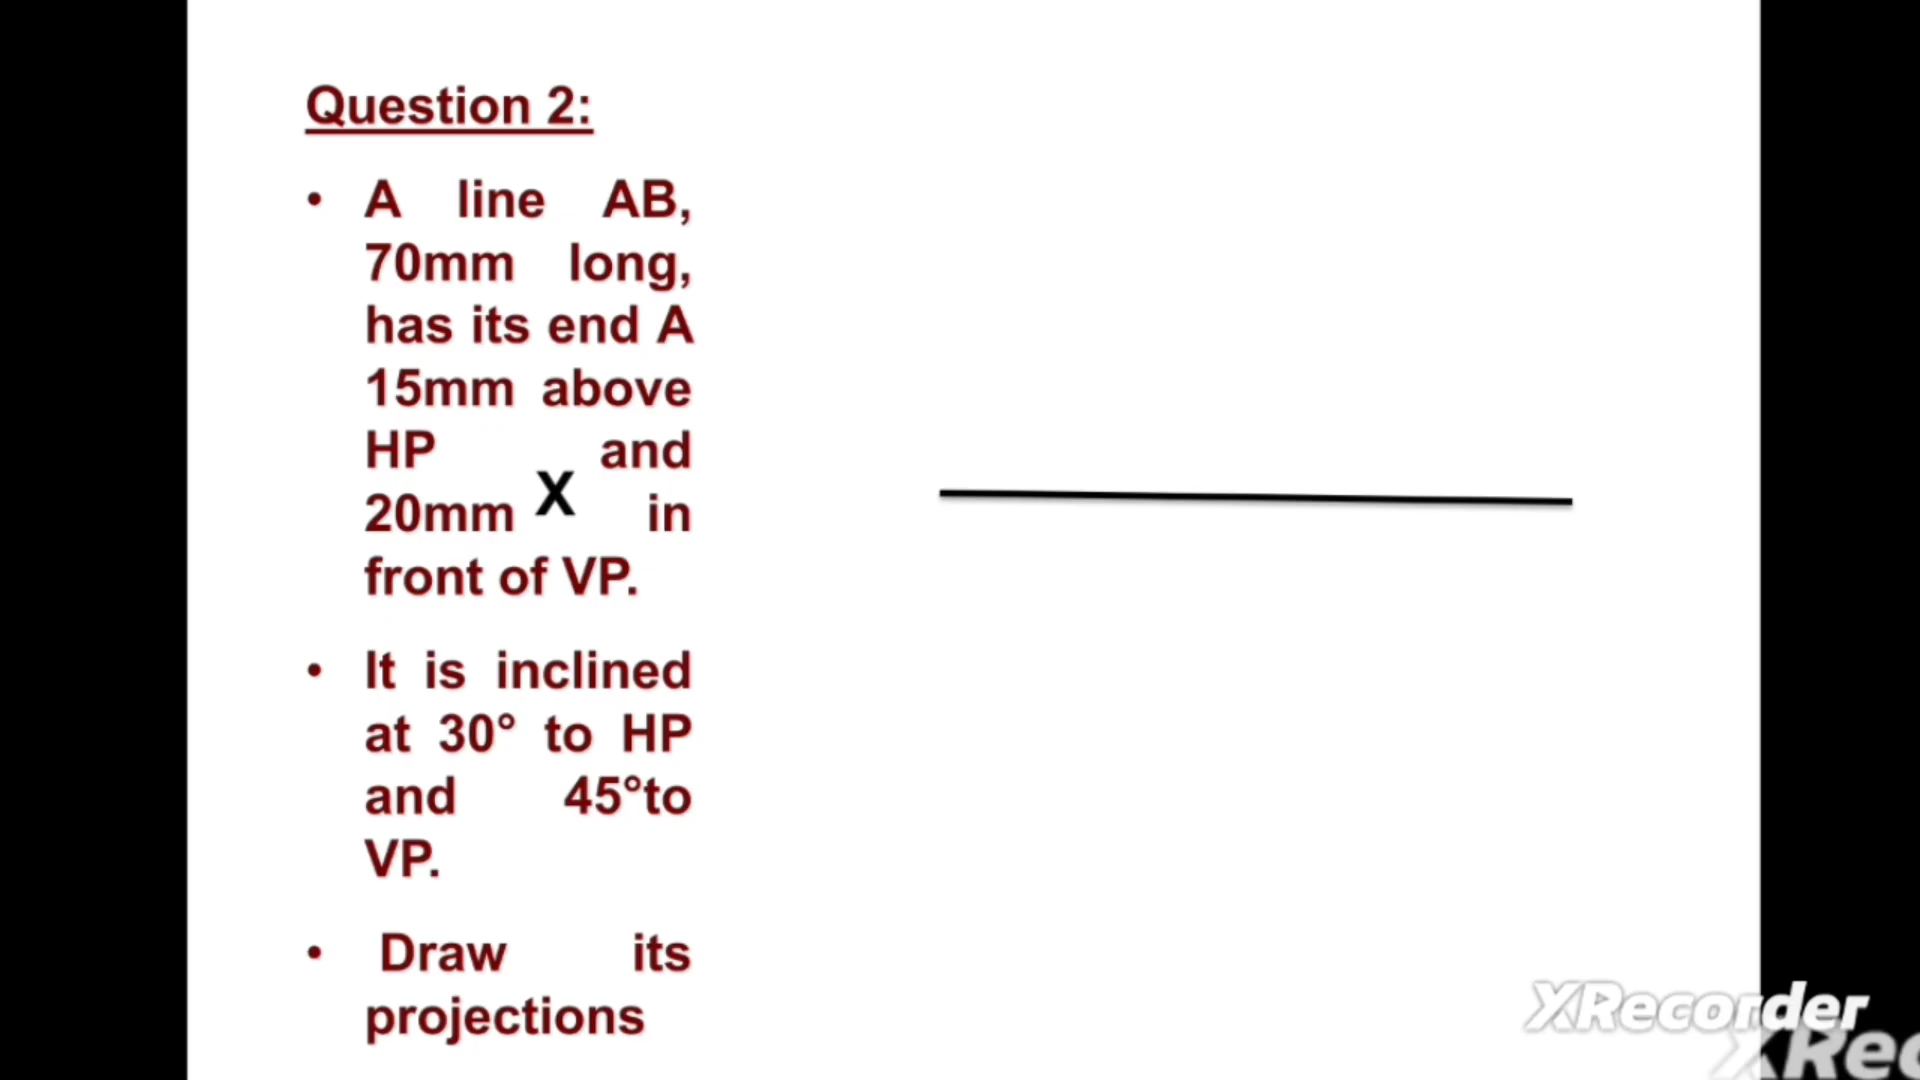 Question 2:
• A line AB,
70mm long,
has its end A
15mm above
HP and
20mm in
X
front of VP.
• It is inclined
at 30° to HP
and 45°to
VP.
• Draw its
projections
XRecorder
XRec